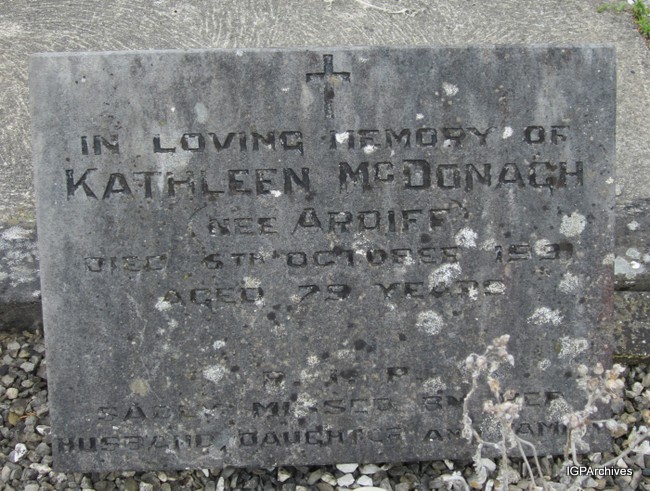 IN LOVING MEMORY OF
KATHLEEN McDONAGH
(NEE ARDIFF)
DIED 6TH OCTOBER 1991
AGED 79 YEARS
R. I. P.
SADLY MISSED BY HER
HUSBAND, DAUGHTER AND FAMILY
IGPArchives